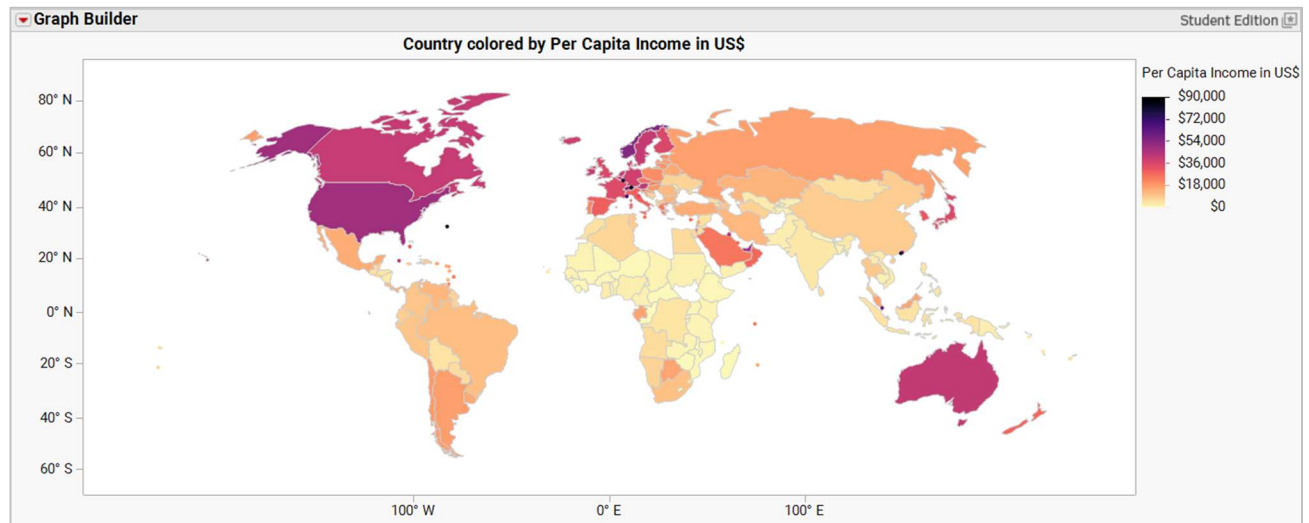 Graph Builder
Student Edition
Country colored by Per Capita Income in US$
Per Capita Income in US$
$90,000
$72,000
$54,000
$36,000
$18,000
$0
80° N
60° N
40° N
20° N
0° N
20° S
40° S
60° S
100° W
0° E
100° E